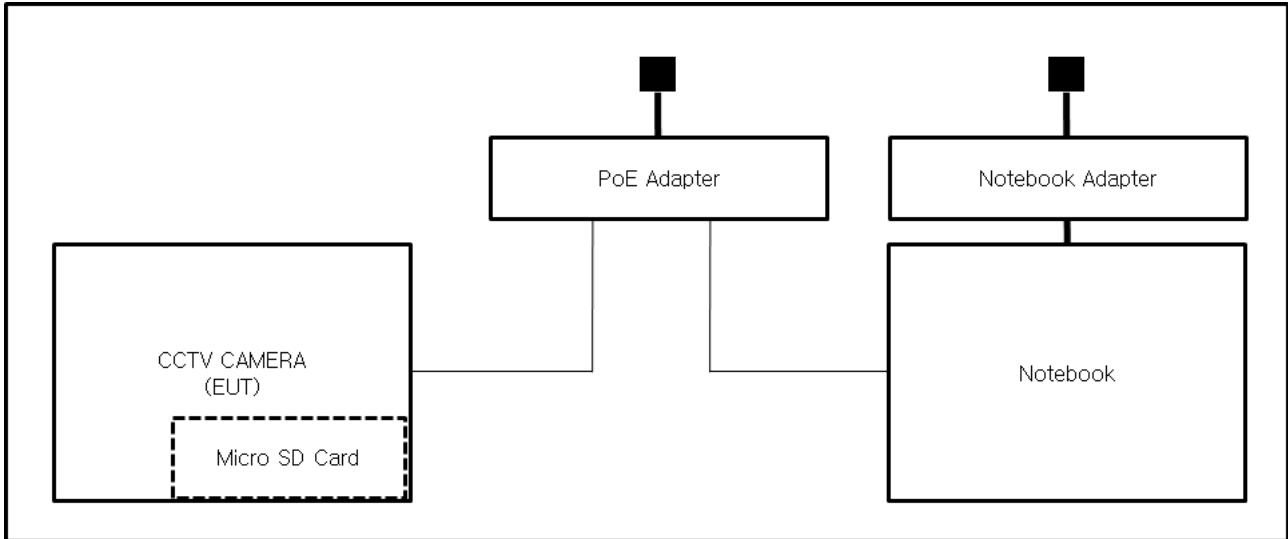 PoE Adapter
Notebook Adapter
CCTV CAMERA
(EUT)
Micro SD Card
Notebook